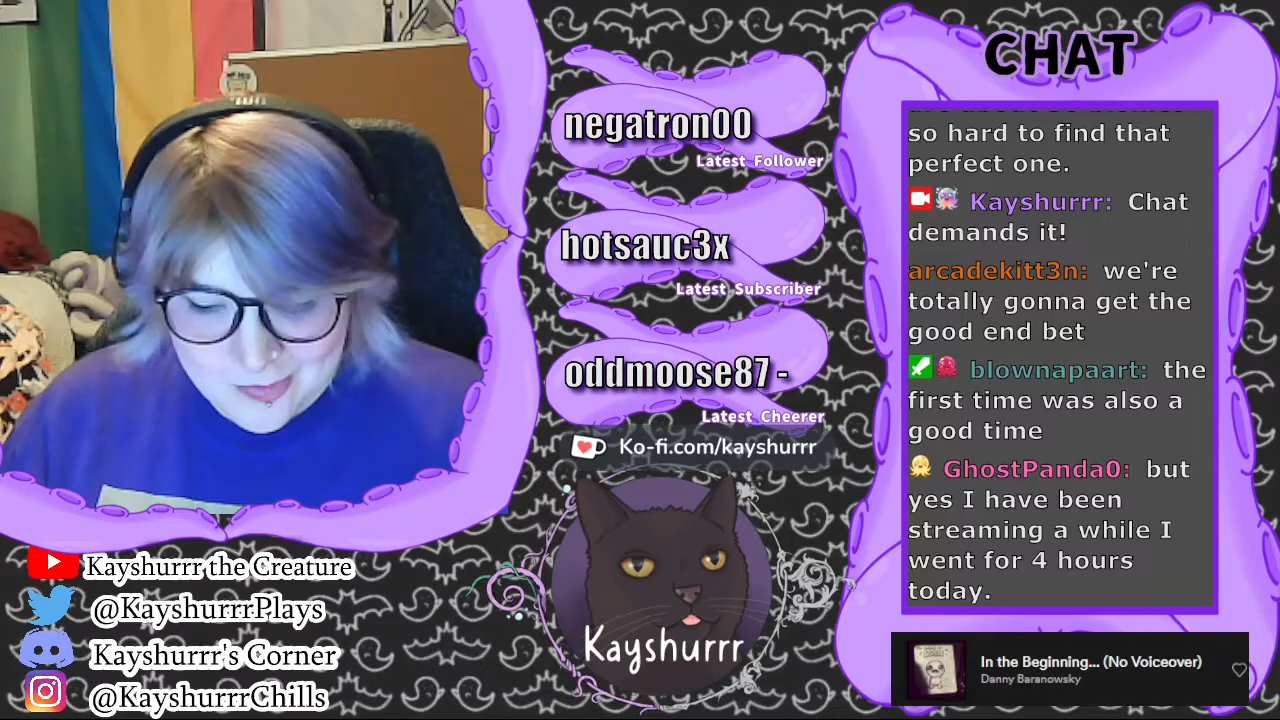 negatron00
Latest Follower
hotsauc3x
Latest Subscriber
oddmoose87 -
Latest Cheerer
Ko-fi.com/kayshurrr
Kayshurrr
Kayshurrr the Creature
@KayshurrrPlays
Kayshurrr's Corner
@KayshurrrChills
CHAT
so hard to find that
perfect one.
Kayshurrr: Chat
demands it!
arcadekitt3n: we're
totally gonna get the
good end bet
blownapaart: the
first time was also a
good time
GhostPanda0: but
yes I have been
streaming a while I
went for 4 hours
today.
In the Beginning... (No Voiceover)
Danny Baranowsky